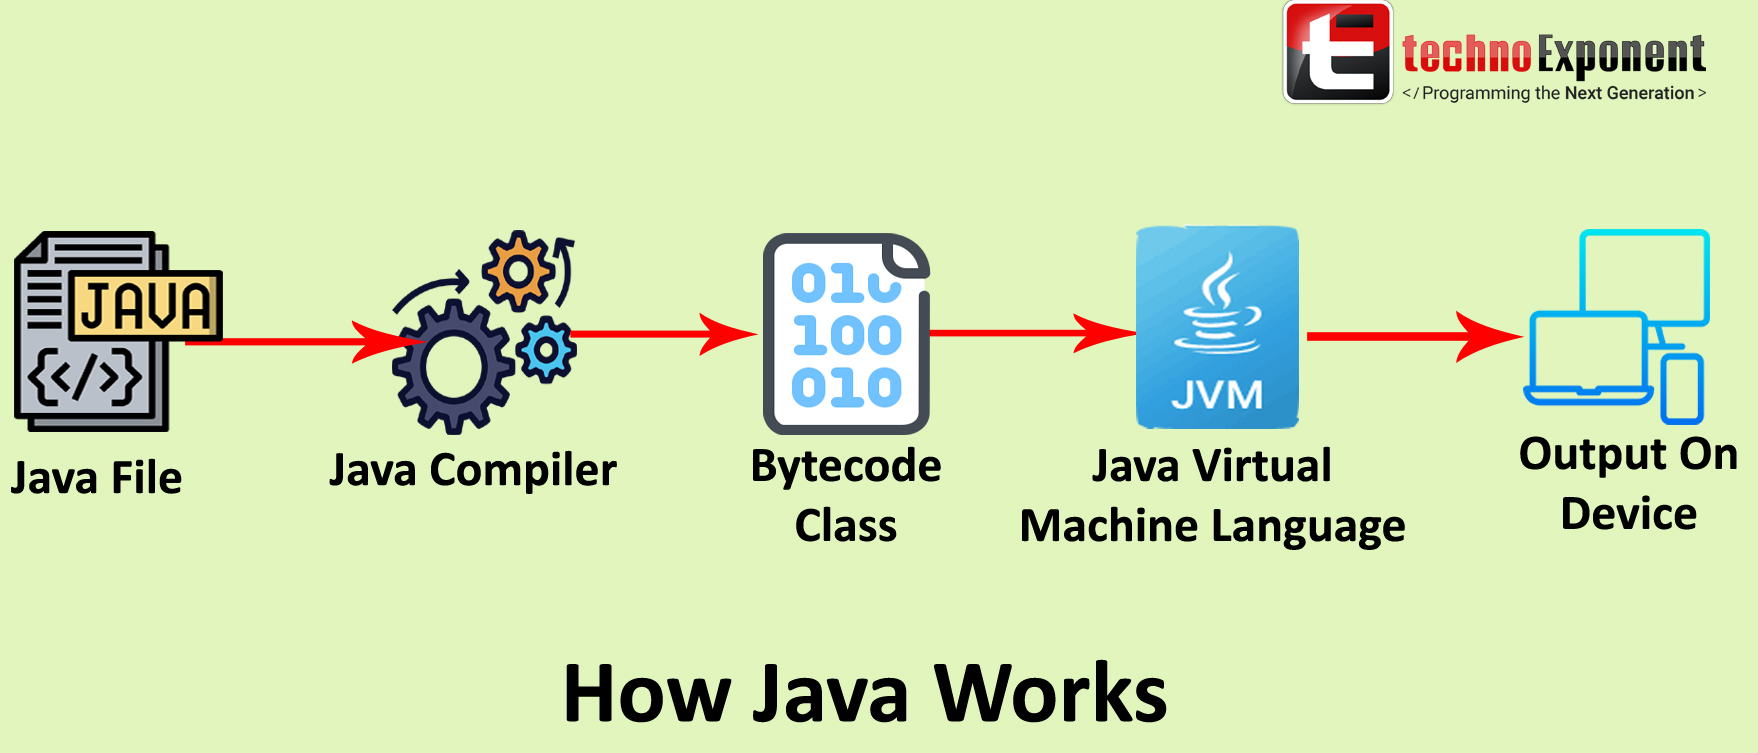 technoExponent
</Programming the Next Generation>
JAVA
{</>}
010
100
010
JVM
Java File
Java Compiler
Bytecode
Class
Java Virtual
Machine Language
Output On
Device
How Java Works